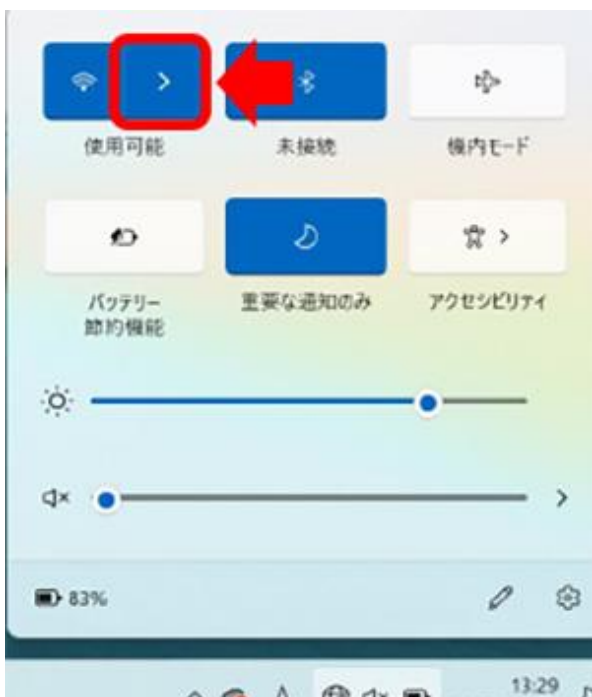 使用可能
未接続
機内モード
バッテリー
節約機能
重要な通知のみ
アクセシビリティ
83%
13:29